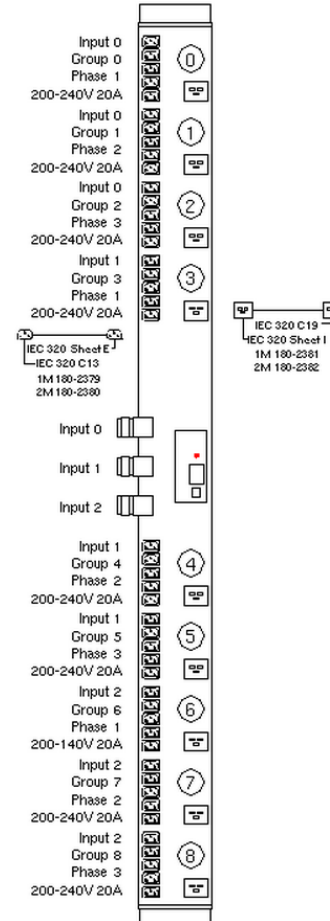 Input 0
Group 0
Phase 1
200-240V 20A
0
Input 0
Group 1
Phase 2
200-240V 20A
1
Input 0
Group 2
Phase 3
200-240V 20A
2
Input 1
Group 3
Phase 1
200-240V 20A
3
IEC 320 Sheet E
IEC 320 C13
1M 180-2379
2M 180-2380
IEC 320 C19
IEC 320 Sheet I
1M 180-2381
2M 180-2382
Input 0
Input 1
Input 2
Input 1
Group 4
Phase 2
200-240V 20A
4
Input 1
Group 5
Phase 3
200-240V 20A
5
Input 2
Group 6
Phase 1
200-140V 20A
6
Input 2
Group 7
Phase 2
200-240V 20A
7
Input 2
Group 8
Phase 3
200-240V 20A
8